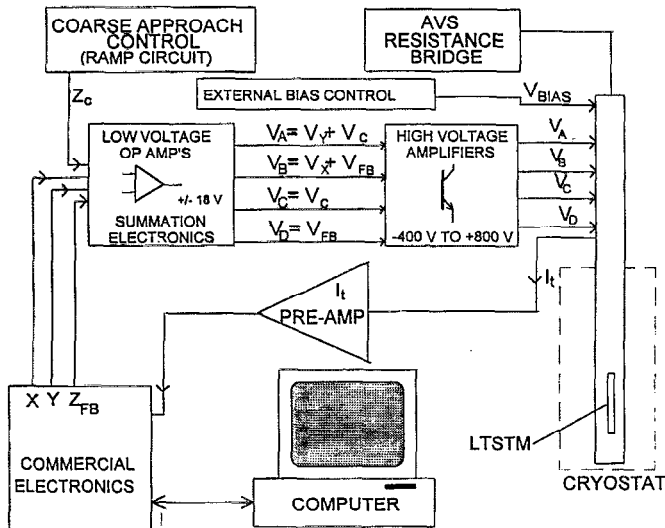 COARSE APPROACH
CONTROL
(RAMP CIRCUIT)
AVS
RESISTANCE
BRIDGE
Z_c
EXTERNAL BIAS CONTROL
V_BIAS
LOW VOLTAGE
OP AMP'S
+/- 18 V
SUMMATION
ELECTRONICS
V_A= V_Y+ V_C
V_B= V_X+ V_FB
V_C= V_C
V_D= V_FB
HIGH VOLTAGE
AMPLIFIERS
-400 V TO +800 V
V_A
V_B
V_C
V_D
I_t
I_t
PRE-AMP
X Y Z_FB
COMMERCIAL
ELECTRONICS
COMPUTER
LTSTM
CRYOSTAT